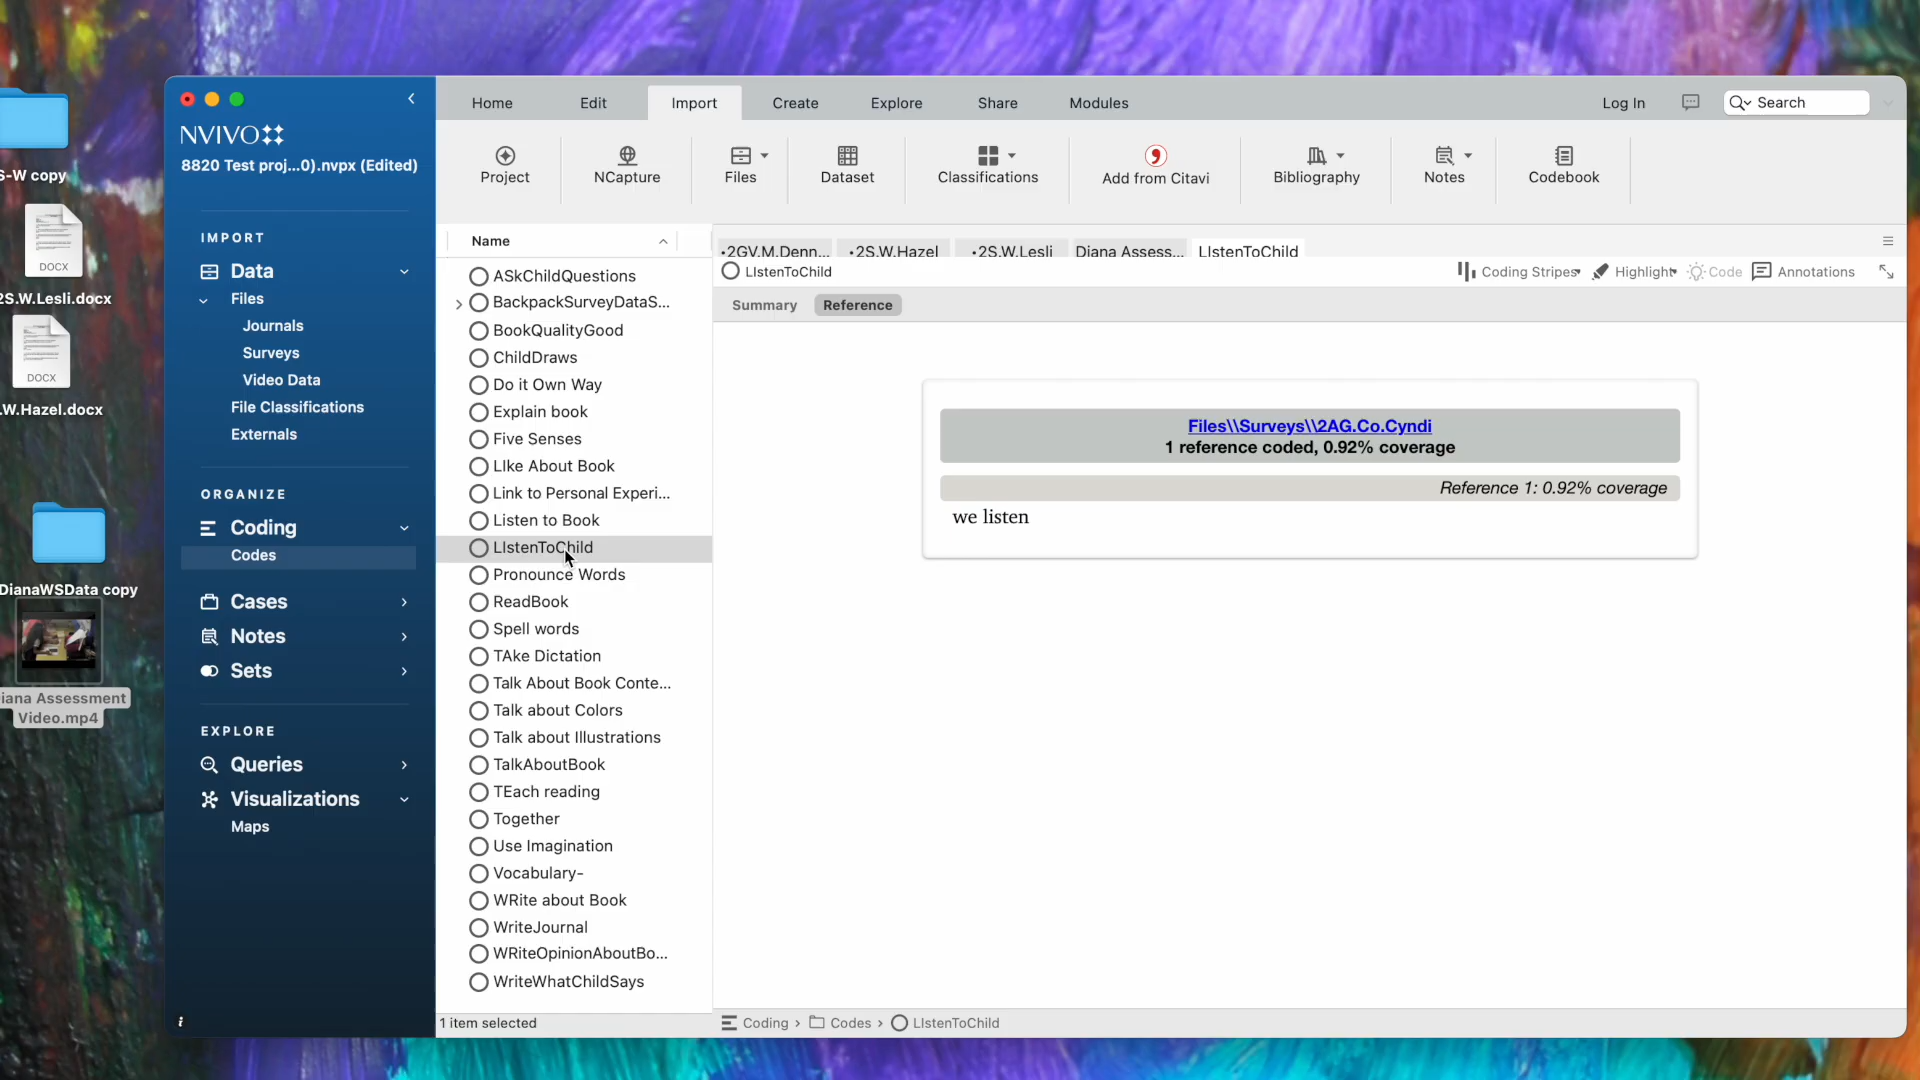 S-W copy
DOCX
2S.W.Lesli.docx
DOCX
.W.Hazel.docx
DianaWSData copy
iana Assessment
Video.mp4
NVIVO
8820 Test proj...0).nvpx (Edited)
IMPORT
Data
Files
Journals
Surveys
Video Data
File Classifications
Externals
ORGANIZE
Coding
Codes
Cases
Notes
Sets
EXPLORE
Queries
Visualizations
Maps
i
Home Edit Import Create Explore Share Modules Log In Search
Project NCapture Files Dataset Classifications Add from Citavi Bibliography Notes Codebook
Name
ASkChildQuestions
BackpackSurveyDataS...
BookQualityGood
ChildDraws
Do it Own Way
Explain book
Five Senses
LIke About Book
Link to Personal Experi...
Listen to Book
LIstenToChild
Pronounce Words
ReadBook
Spell words
TAke Dictation
Talk About Book Conte...
Talk about Colors
Talk about Illustrations
TalkAboutBook
TEach reading
Together
Use Imagination
Vocabulary-
WRite about Book
WriteJournal
WRiteOpinionAboutBo...
WriteWhatChildSays
1 item selected
•2GV.M.Denn... •2S.W.Hazel •2S.W.Lesli Diana Assess... LIstenToChild
LIstenToChild Coding Stripes Highlight Code Annotations
Summary Reference
Files\\Surveys\\2AG.Co.Cyndi
1 reference coded, 0.92% coverage
Reference 1: 0.92% coverage
we listen
Coding › Codes › LIstenToChild